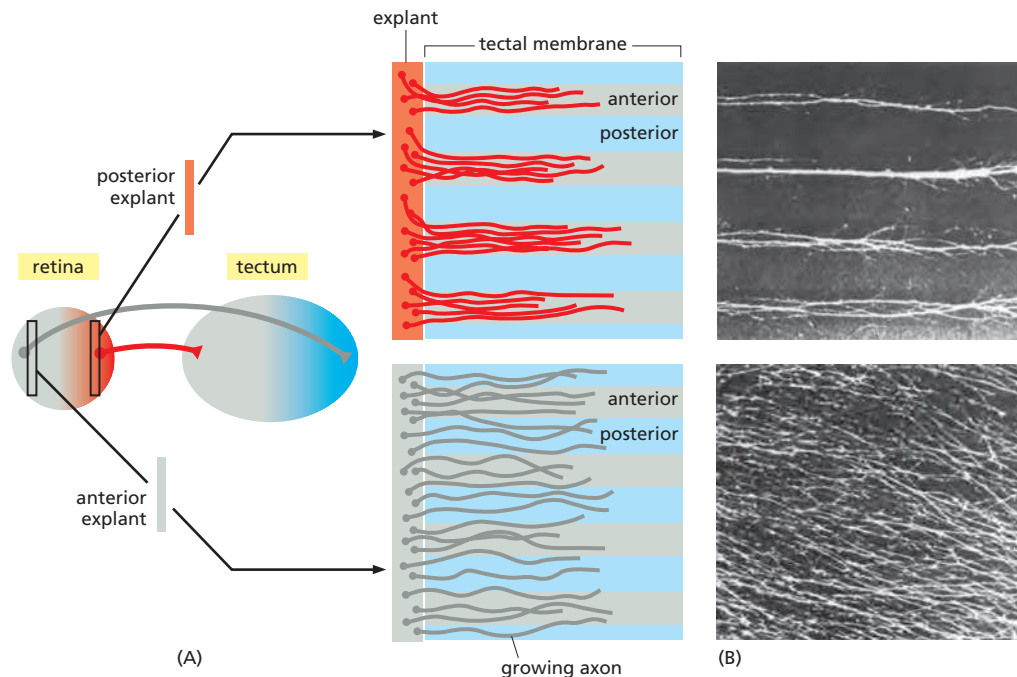 explant
tectal membrane
anterior
posterior
posterior
explant
retina
tectum
anterior
posterior
anterior
explant
growing axon
(A)
(B)